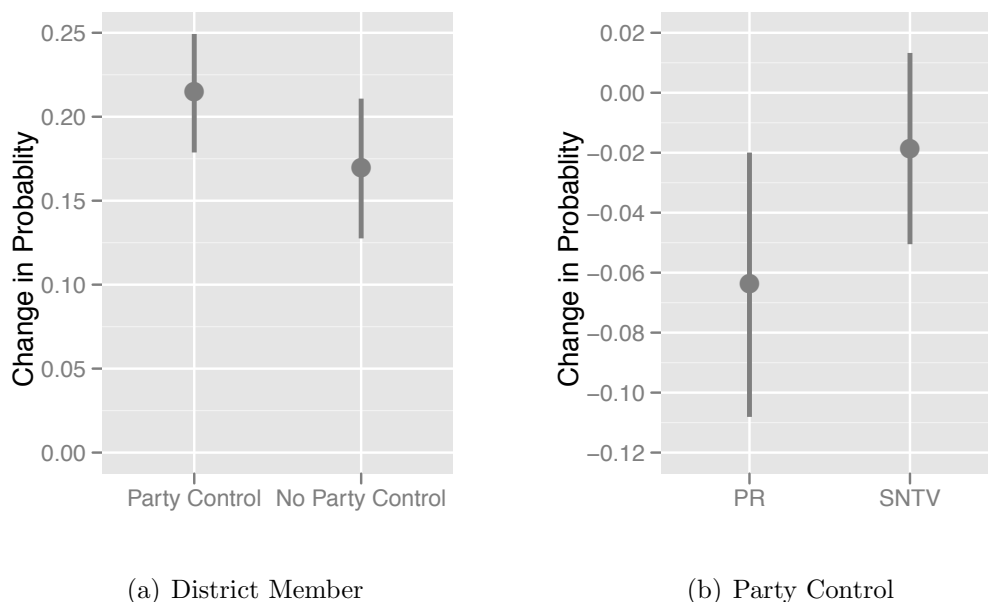 Change in Probablity
0.25
0.20
0.15
0.10
0.05
0.00
Party Control
No Party Control
(a) District Member
Change in Probablity
0.02
0.00
−0.02
−0.04
−0.06
−0.08
−0.10
−0.12
PR
SNTV
(b) Party Control